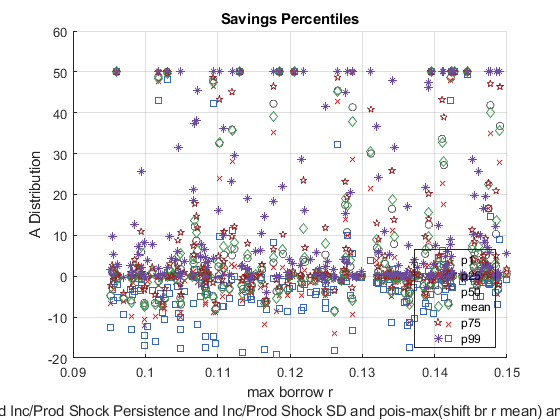 Savings Percentiles
60
50
40
30
20
10
0
-10
-20
A Distribution
mean
p75
p99
0.09
0.1
0.11
0.12
0.13
0.14
0.15
max borrow r
d Inc/Prod Shock Persistence and Inc/Prod Shock SD and pois-max(shift br r mean) an